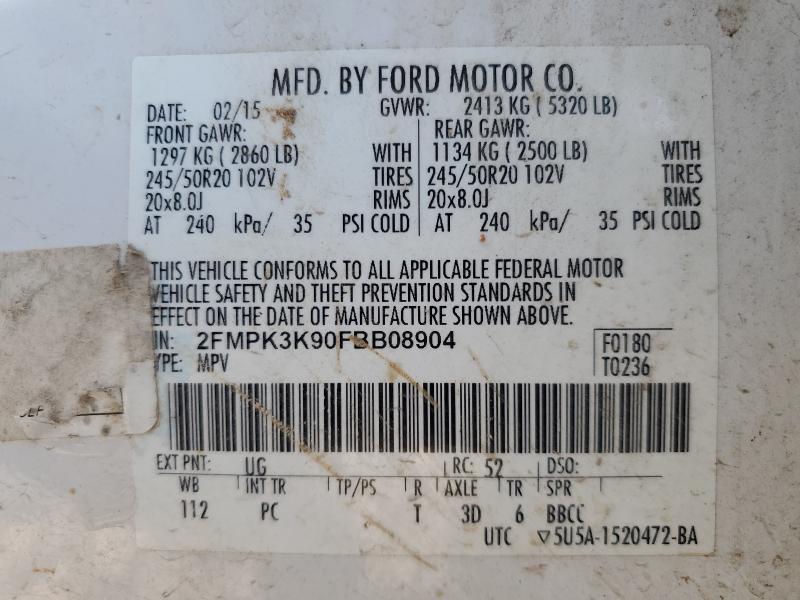 MFD. BY FORD MOTOR CO.
DATE: 02/15 GVWR: 2413 KG ( 5320 LB)
FRONT GAWR: REAR GAWR:
1297 KG ( 2860 LB) WITH 1134 KG ( 2500 LB) WITH
245/50R20 102V TIRES 245/50R20 102V TIRES
20x8.0J RIMS 20x8.0J RIMS
AT 240 kPa/ 35 PSI COLD AT 240 kPa/ 35 PSI COLD
THIS VEHICLE CONFORMS TO ALL APPLICABLE FEDERAL MOTOR
VEHICLE SAFETY AND THEFT PREVENTION STANDARDS IN
EFFECT ON THE DATE OF MANUFACTURE SHOWN ABOVE.
IN: 2FMPK3K90FBB08904 F0180
YPE: MPV T0236
EXT PNT: UG RC: 52 DSO:
WB INT TR TP/PS R AXLE TR SPR
112 PC T 3D 6 BBCC
UTC ▽5U5A-1520472-BA